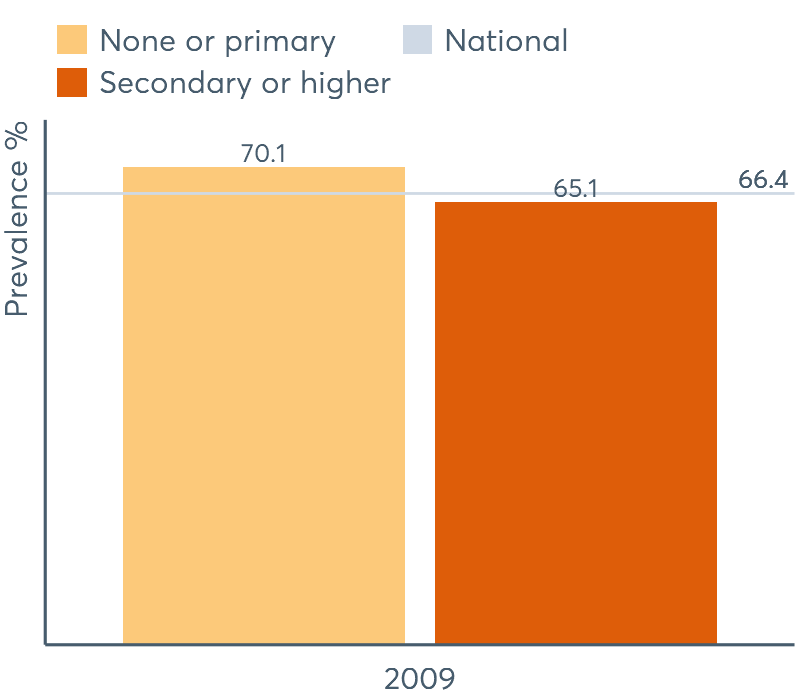 None or primary
National
Secondary or higher
Prevalence %
70.1
65.1
66.4
2009